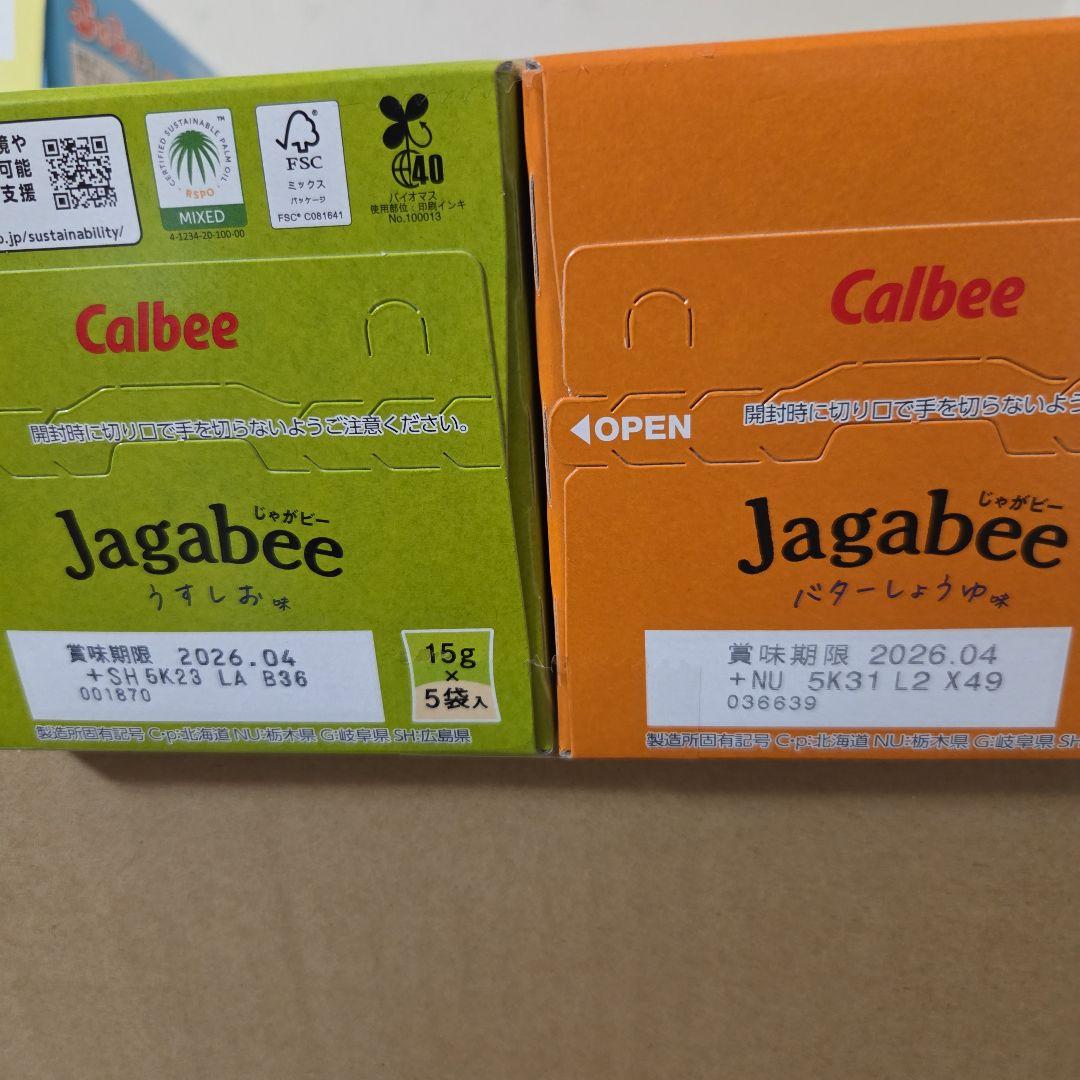 境や
可能
支援
o.jp/sustainability/
CERTIFIED SUSTAINABLE PALM OIL
TM
RSPO
MIXED
4-1234-20-100-00
®
FSC
ミックス
パッケージ
FSC® C081641
40
バイオマス
使用部位:印刷インキ
No.100013
Calbee
開封時に切り口で手を切らないようご注意ください。
じゃがビー
Jagabee
うすしお味
賞味期限 2026.04
+SH 5K23 LA B36
001870
15g
×
5袋入
製造所固有記号 C・p:北海道 NU:栃木県 G:岐阜県 SH:広島県
Calbee
OPEN
開封時に切り口で手を切らないよう
じゃがビー
Jagabee
バターしょうゆ味
賞味期限 2026.04
+NU 5K31 L2 X49
036639
製造所固有記号 C・p:北海道 NU:栃木県 G:岐阜県 SH